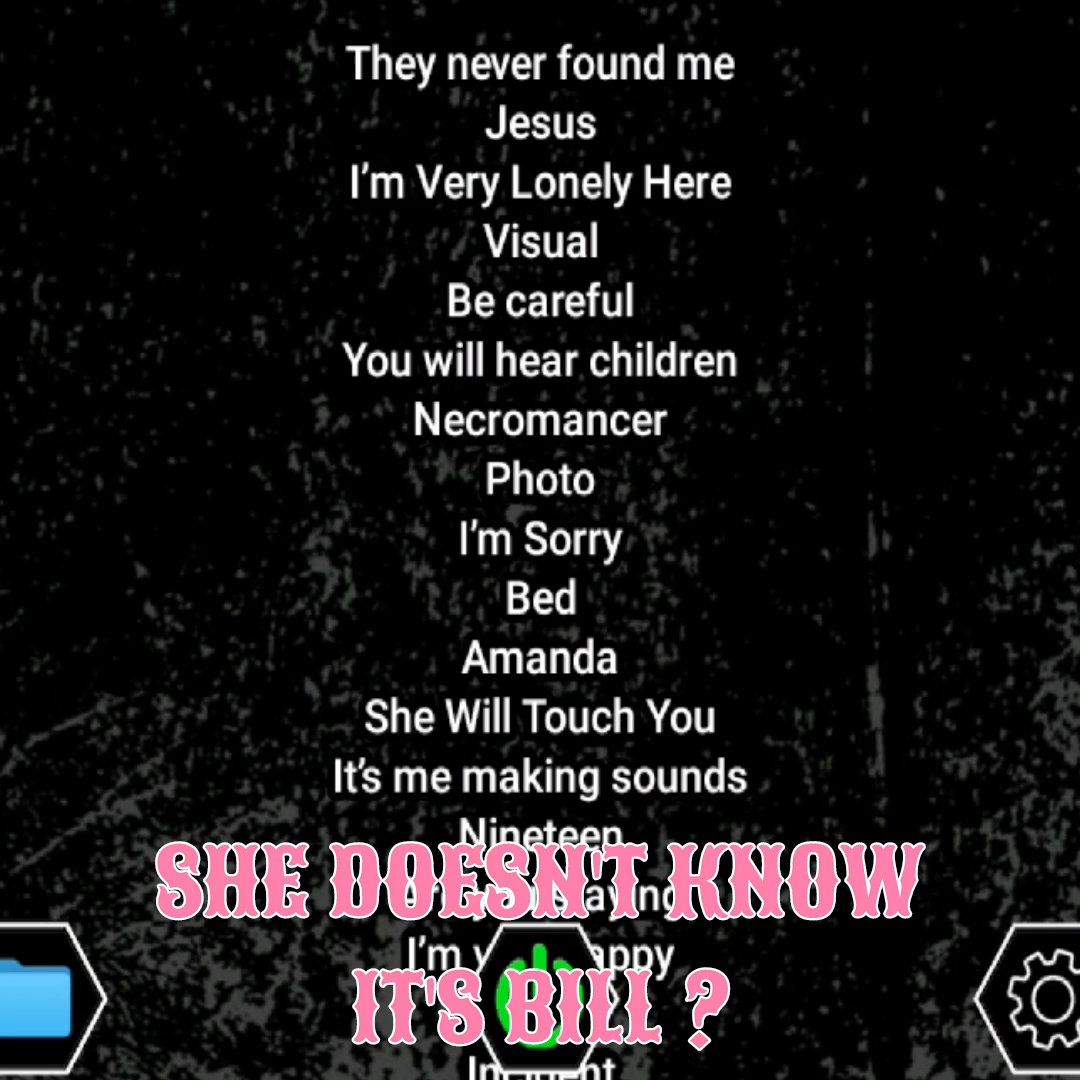 They never found me
Jesus
I'm Very Lonely Here
Visual
Be careful
You will hear children
Necromancer
Photo
I'm Sorry
Bed
Amanda
She Will Touch You
It's me making sounds
Nineteen
SHE DOESN'T KNOW
I'm
IT'S BILL ?